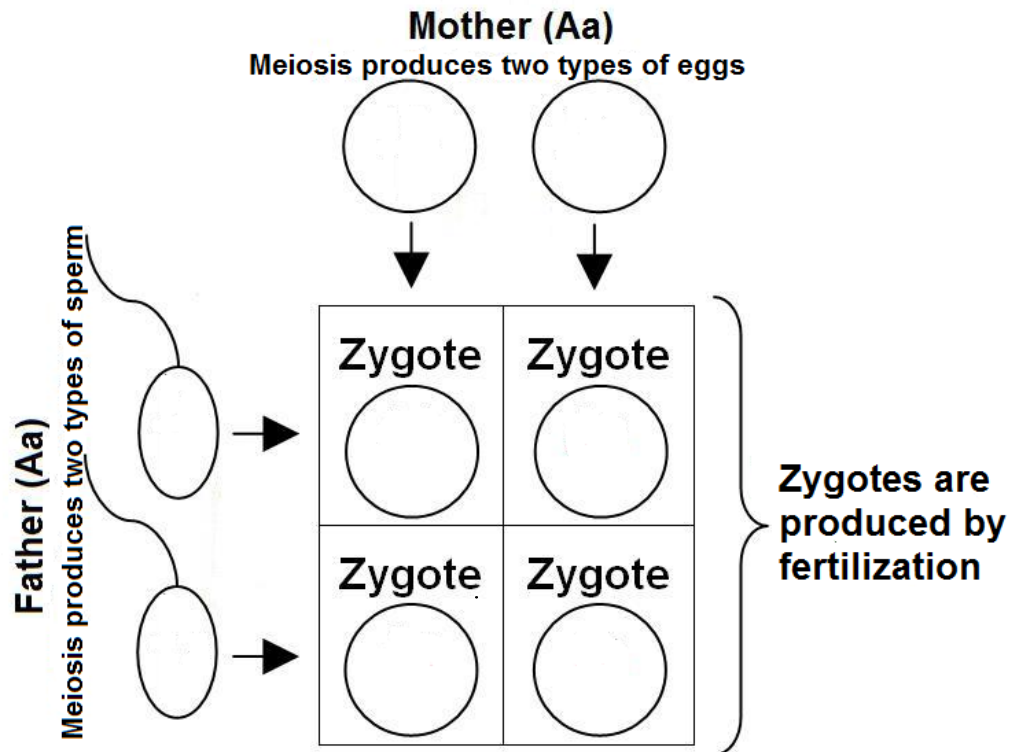 Mother (Aa)
Meiosis produces two types of eggs
Father (Aa)
Meiosis produces two types of sperm
Zygote
Zygote
Zygote
Zygote
Zygotes are
produced by
fertilization